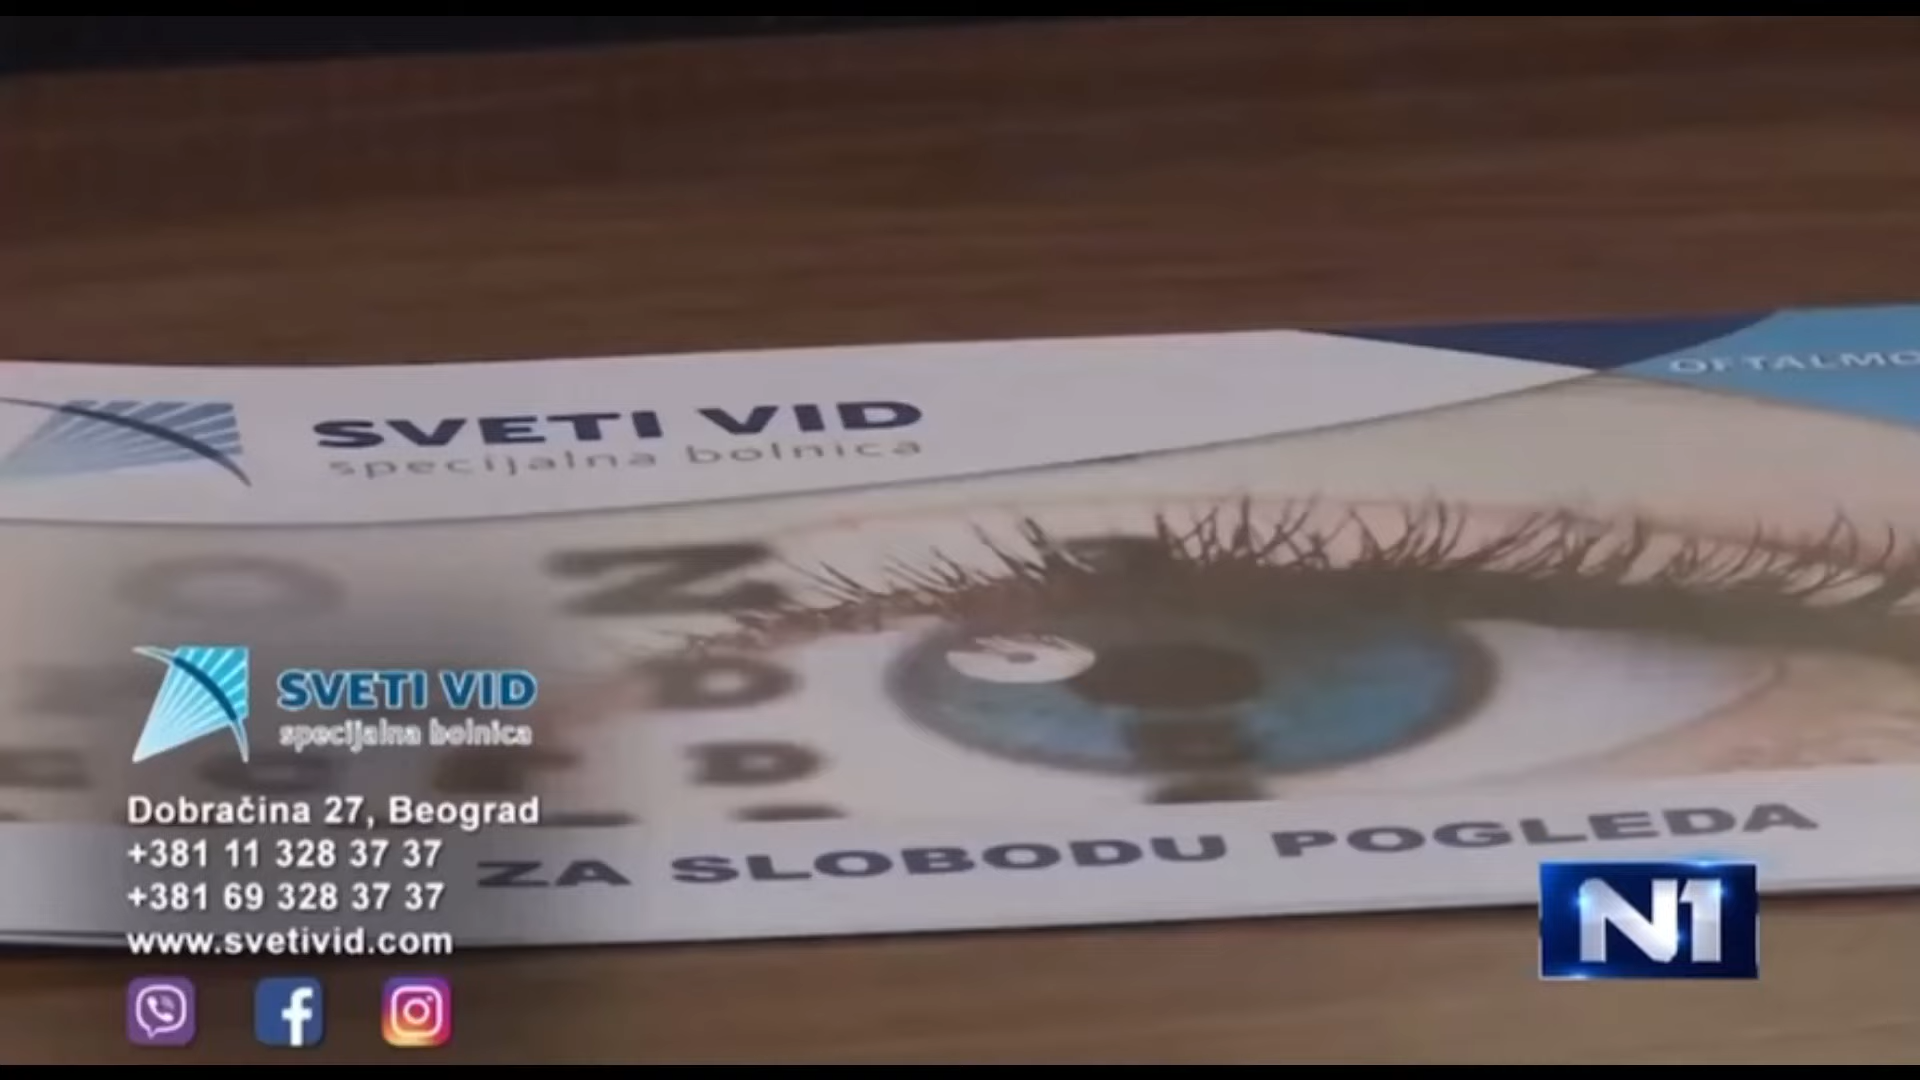 OFTALMO
SVETI VID
specijalna bolnica
O Z
D
D
SVETI VID
specijalna bolnica
Dobračina 27, Beograd
+381 11 328 37 37
+381 69 328 37 37
www.svetivid.com
ZA SLOBODU POGLEDA
N1